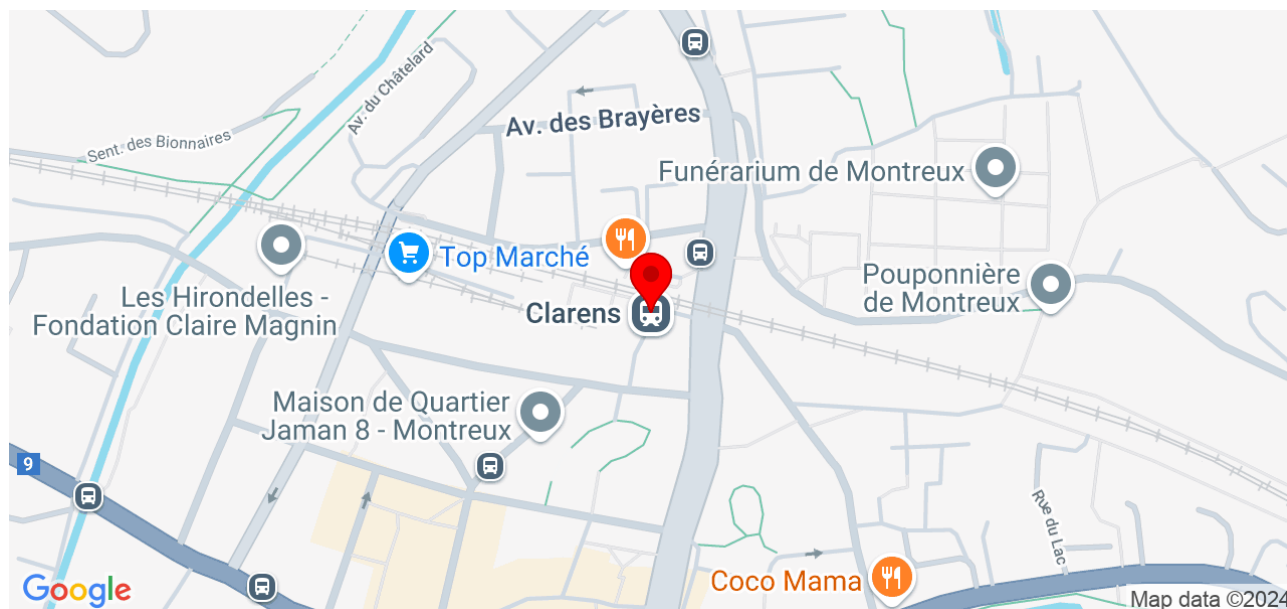 Av. du Châtelard
Sent. des Bionnaires
Av. des Brayères
Funérarium de Montreux
Top Marché
Les Hirondelles -
Fondation Claire Magnin
Clarens
Pouponnière
de Montreux
Maison de Quartier
Jaman 8 - Montreux
9
Rue du Lac
Coco Mama
Google
Map data ©2024